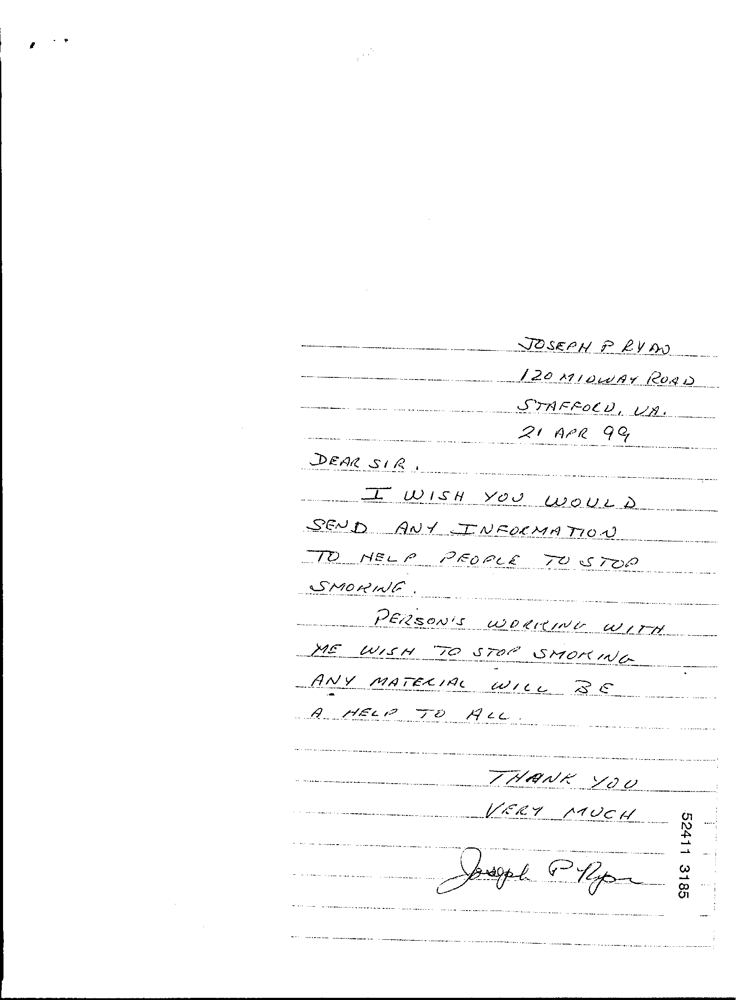 JOSEPH P RYAN
120 MIDWAY ROAD
STAFFORD, VA.
21 APR 99
DEAR SIR.
I WISH YOU WOULD
SEND ANY INFORMATION
TO HELP PEOPLE TO STOP
SMOKING.
PERSON'S WORKING WITH
ME WISH TO STOP SMOKING
ANY MATERIAL WILL BE
A HELP TO ALL.
THANK YOU
VERY MUCH
Joseph P Ryan
52411 3185